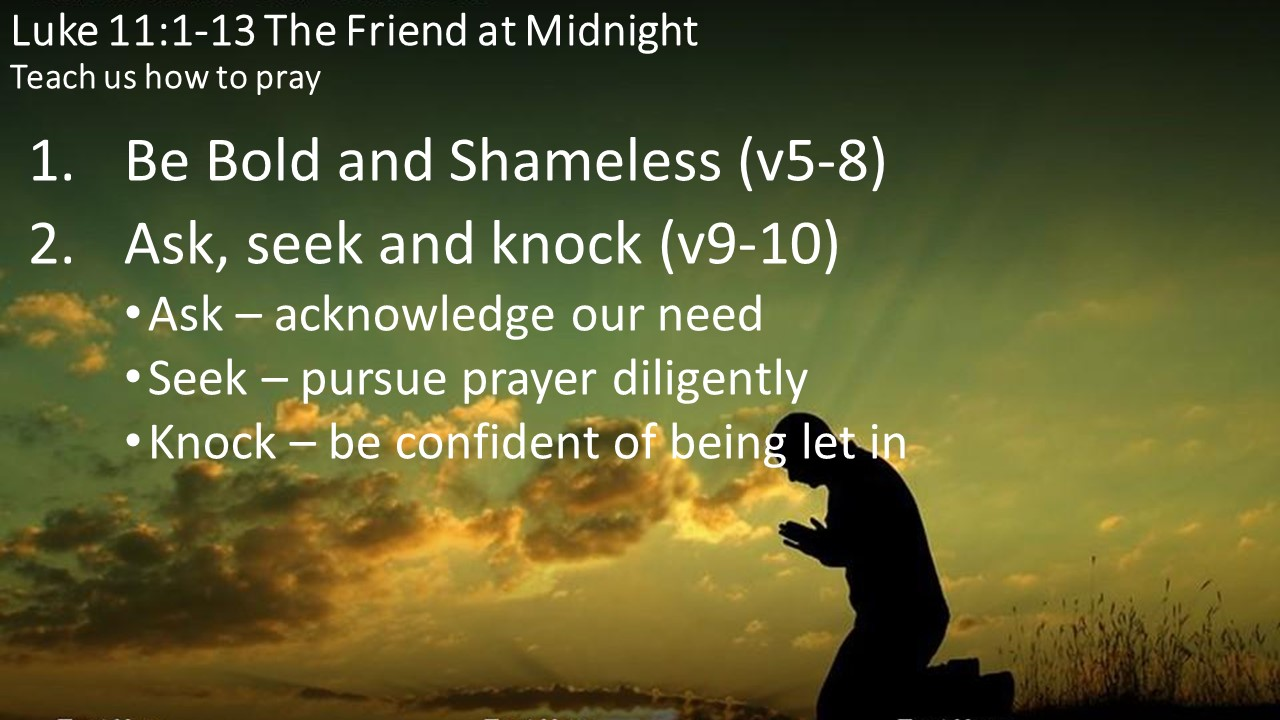 Luke 11:1-13 The Friend at Midnight
Teach us how to pray
1. Be Bold and Shameless (v5-8)
2. Ask, seek and knock (v9-10)
• Ask – acknowledge our need
• Seek – pursue prayer diligently
• Knock – be confident of being let in